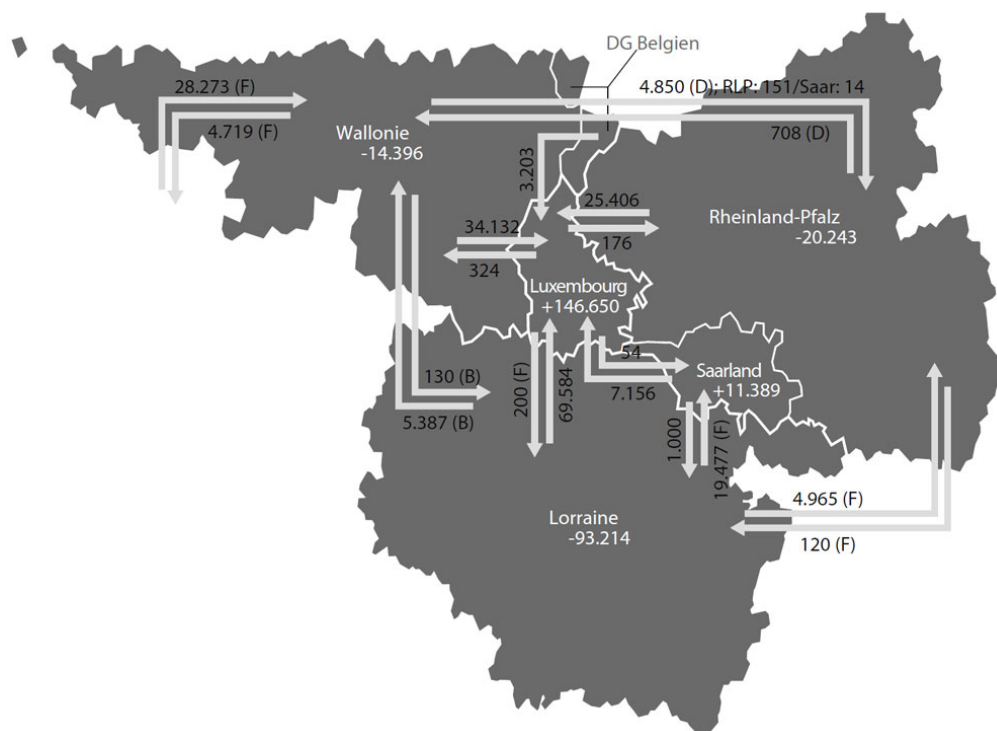 DG Belgien
28.273 (F)
4.850 (D); RLP: 151/Saar: 14
4.719 (F)
708 (D)
Wallonie
-14.396
3.203
25.406
Rheinland-Pfalz
-20.243
34.132
176
324
Luxembourg
+146.650
54
Saarland
+11.389
130 (B)
7.156
5.387 (B)
200 (F)
69.584
1.000
19.477 (F)
4.965 (F)
Lorraine
-93.214
120 (F)